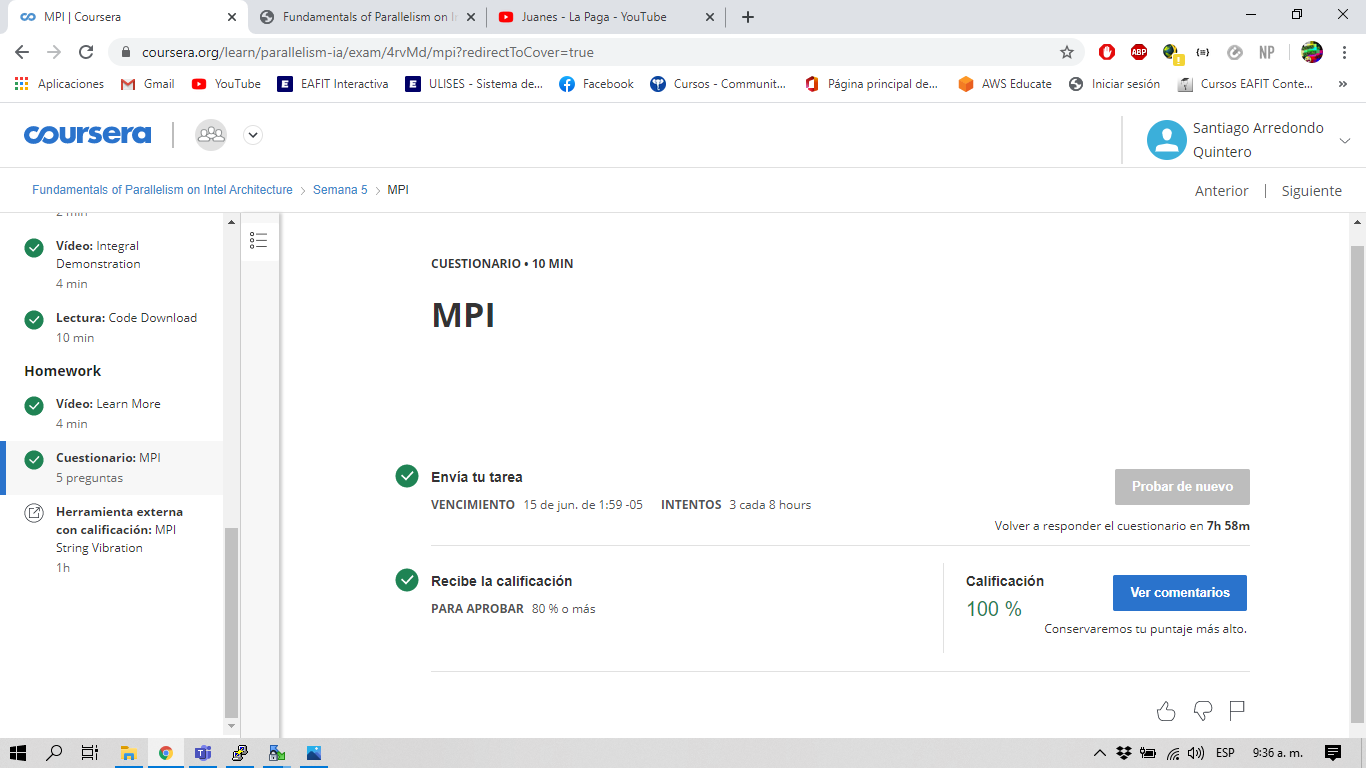 MPI | Coursera
Fundamentals of Parallelism on I
Juanes - La Paga - YouTube
coursera.org/learn/parallelism-ia/exam/4rvMd/mpi?redirectToCover=true
ABP
NP
Aplicaciones
Gmail
YouTube
EAFIT Interactiva
ULISES - Sistema de...
Facebook
Cursos - Communit...
Página principal de...
AWS Educate
Iniciar sesión
Cursos EAFIT Conte...
coursera
Santiago Arredondo
Quintero
Fundamentals of Parallelism on Intel Architecture
Semana 5
MPI
Anterior
Siguiente
2 min
Vídeo: Integral
Demonstration
4 min
Lectura: Code Download
10 min
Homework
Vídeo: Learn More
4 min
Cuestionario: MPI
5 preguntas
Herramienta externa
con calificación: MPI
String Vibration
1h
CUESTIONARIO • 10 MIN
MPI
Envía tu tarea
VENCIMIENTO 15 de jun. de 1:59 -05 INTENTOS 3 cada 8 hours
Probar de nuevo
Volver a responder el cuestionario en 7h 58m
Recibe la calificación
PARA APROBAR 80 % o más
Calificación
100 %
Ver comentarios
Conservaremos tu puntaje más alto.
ESP
9:36 a. m.